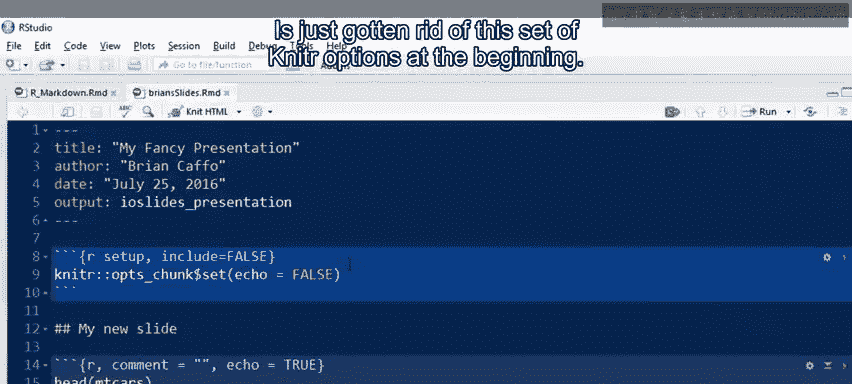 RStudio
Is just gotten rid of this set of
File Edit Code View Plots Session Build Debug Tools Help
Knitr options at the beginning.
Go to file/function
R_Markdown.Rmd × briansSlides.Rmd ×
ABC Knit HTML Run
1 ---
2 title: "My Fancy Presentation"
3 author: "Brian Caffo"
4 date: "July 25, 2016"
5 output: ioslides_presentation
6 ---
7
8 ```{r setup, include=FALSE}
9 knitr::opts_chunk$set(echo = FALSE)
10 ```
11
12 ## My new slide
13
14 ```{r, comment = "", echo = TRUE}
15 head(mtcars)